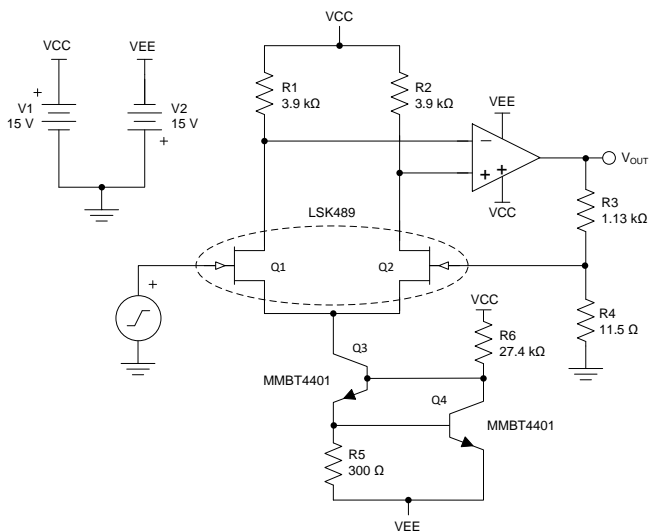 VCC
VCC
VEE
V1
15 V
V2
15 V
+
+
R1
3.9 kΩ
R2
3.9 kΩ
VEE
−
+
+
VCC
VOUT
R3
1.13 kΩ
LSK489
Q1
Q2
+
VCC
R4
11.5 Ω
R6
27.4 kΩ
Q3
MMBT4401
Q4
MMBT4401
R5
300 Ω
VEE